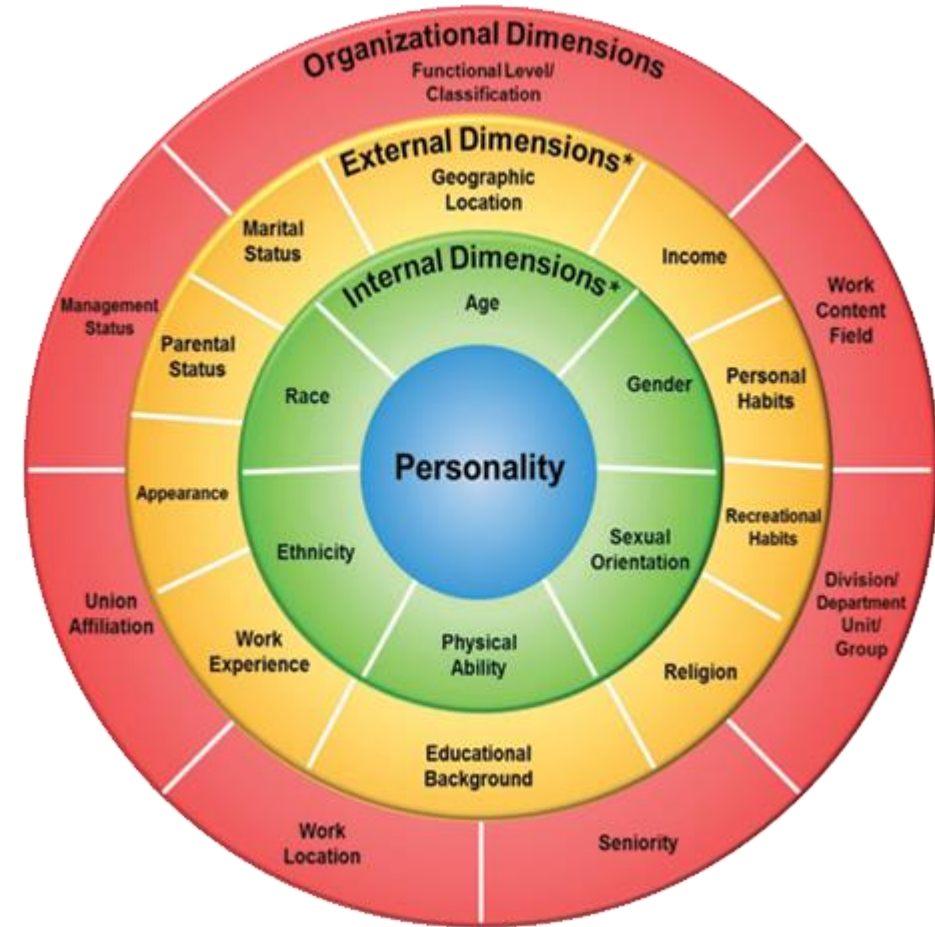 Organizational Dimensions
Functional Level/
Classification
External Dimensions*
Geographic
Location
Marital
Status
Income
Internal Dimensions*
Age
Work
Content
Field
Management
Status
Parental
Status
Race
Gender
Personal
Habits
Personality
Appearance
Ethnicity
Sexual
Orientation
Recreational
Habits
Division/
Department
Unit/
Group
Union
Affiliation
Work
Experience
Physical
Ability
Religion
Educational
Background
Work
Location
Seniority